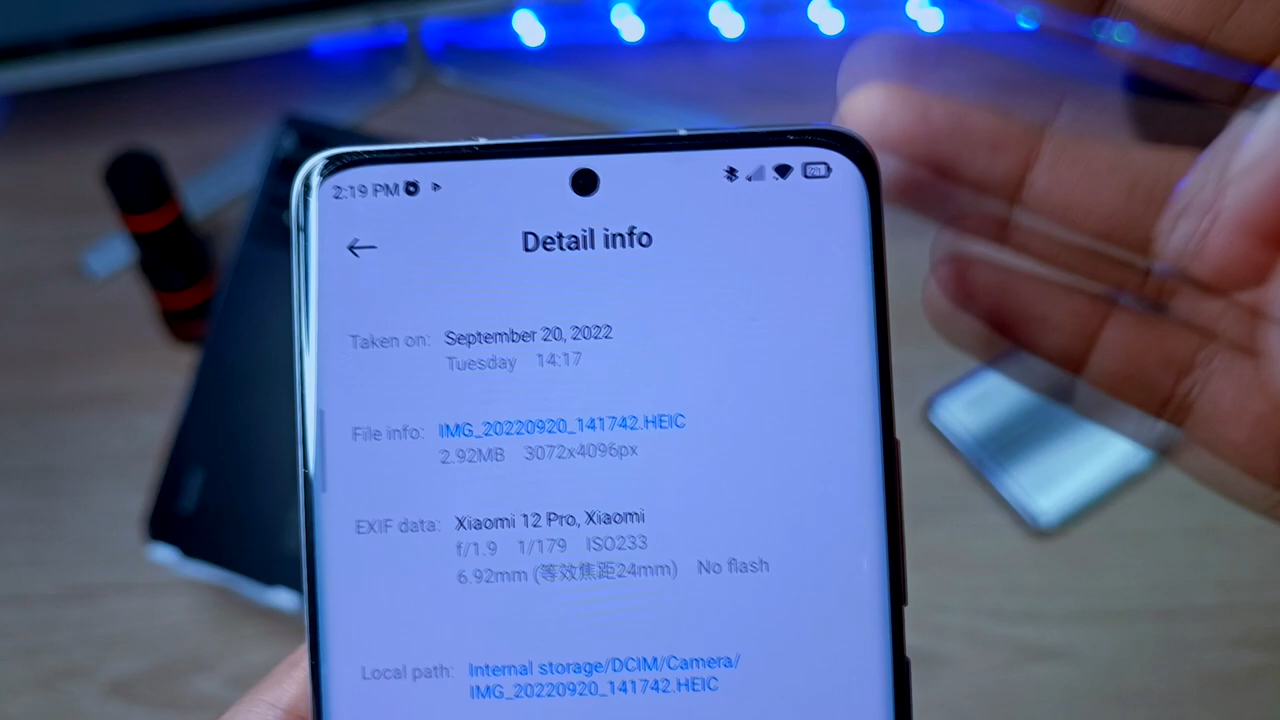 2:19 PM
21
Detail info
Taken on: September 20, 2022
Tuesday 14:17
File info: IMG_20220920_141742.HEIC
2.92MB 3072x4096px
EXIF data: Xiaomi 12 Pro, Xiaomi
f/1.9 1/179 ISO233
6.92mm (等效焦距24mm) No flash
Local path: Internal storage/DCIM/Camera/
IMG_20220920_141742.HEIC